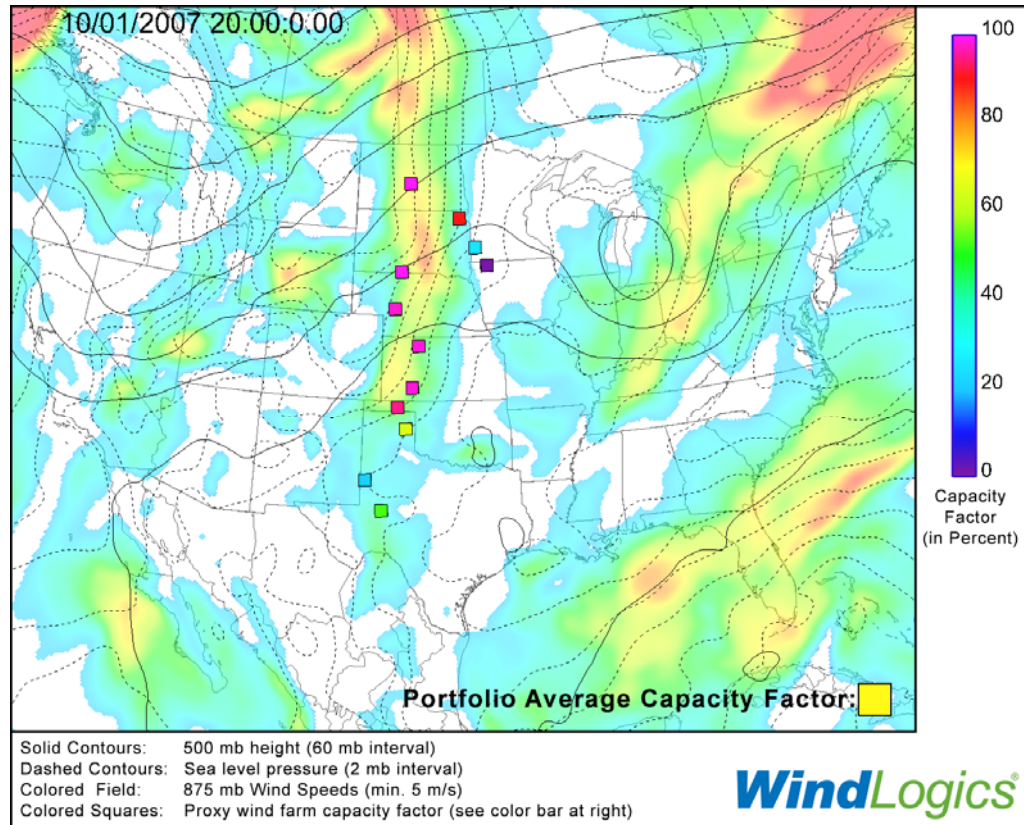 10/01/2007 20:00:0.00
100
80
60
40
20
0
Capacity
Factor
(in Percent)
Portfolio Average Capacity Factor:
Solid Contours: 500 mb height (60 mb interval)
Dashed Contours: Sea level pressure (2 mb interval)
Colored Field: 875 mb Wind Speeds (min. 5 m/s)
Colored Squares: Proxy wind farm capacity factor (see color bar at right)
WindLogics®